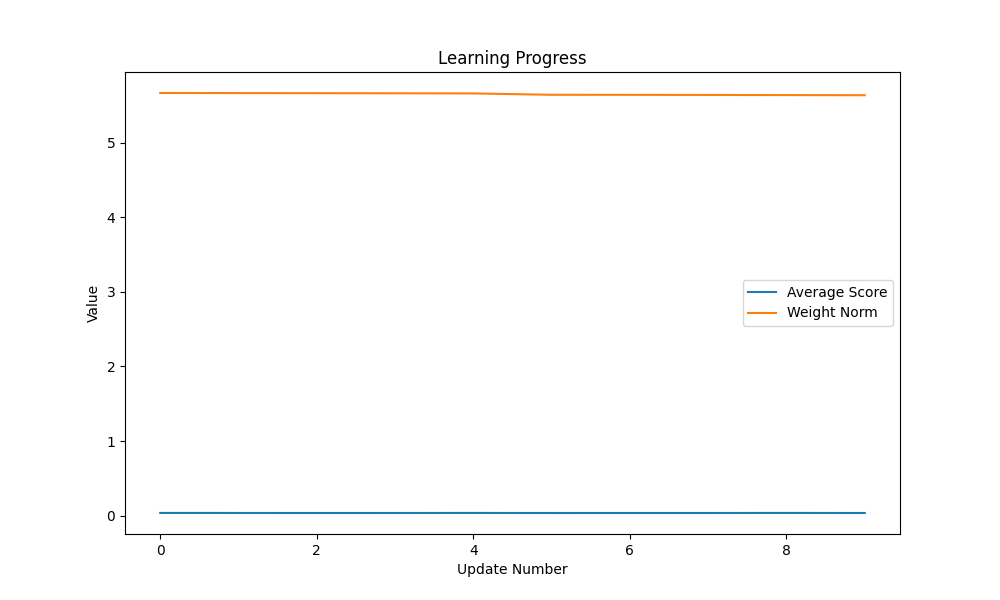 Learning Progress
5
4
3
2
1
0
Value
Average Score
Weight Norm
0 2 4 6 8
Update Number